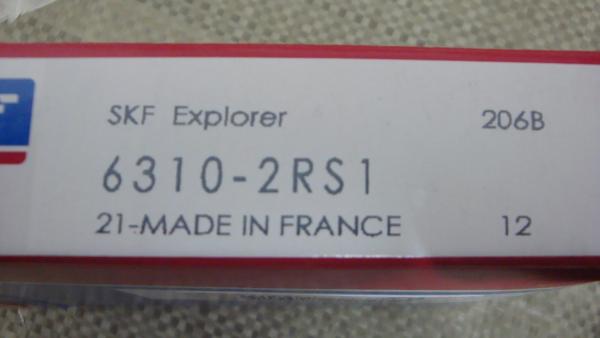 SKF Explorer 206B
6310-2RS1
21-MADE IN FRANCE 12